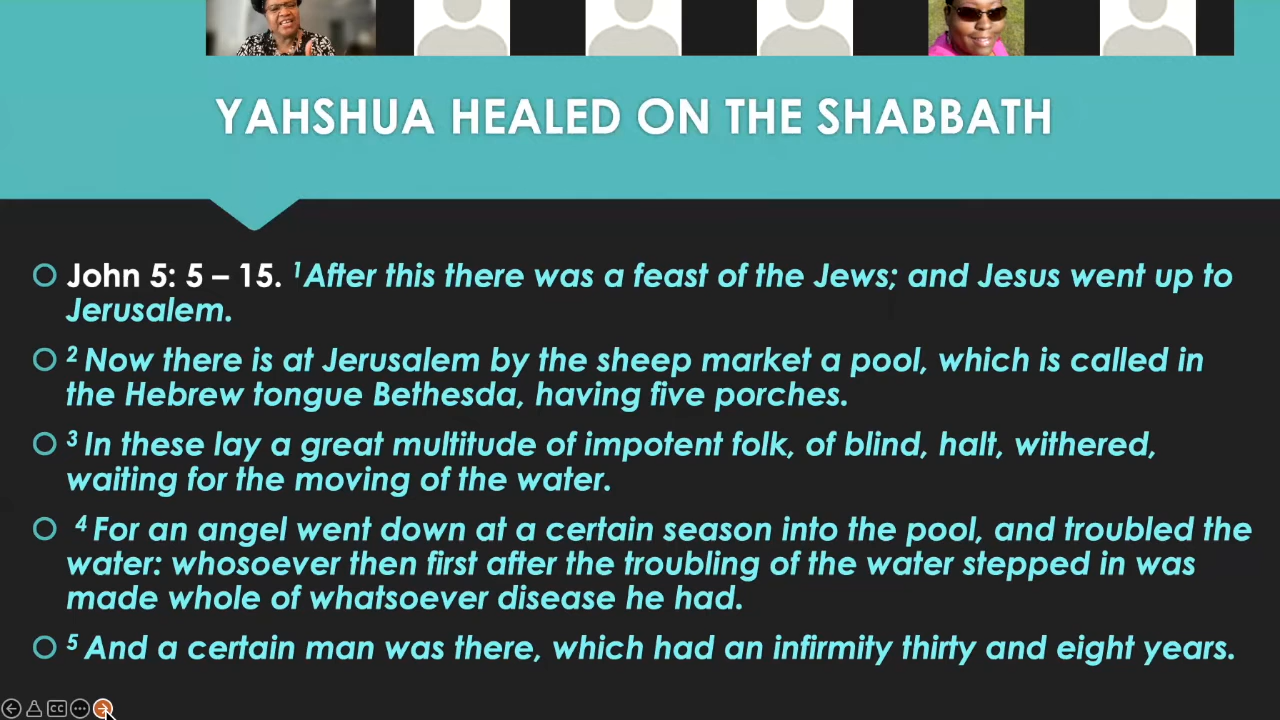 YAHSHUA HEALED ON THE SHABBATH
John 5: 5 – 15. ¹After this there was a feast of the Jews; and Jesus went up to
Jerusalem.
² Now there is at Jerusalem by the sheep market a pool, which is called in
the Hebrew tongue Bethesda, having five porches.
³ In these lay a great multitude of impotent folk, of blind, halt, withered,
waiting for the moving of the water.
⁴ For an angel went down at a certain season into the pool, and troubled the
water: whosoever then first after the troubling of the water stepped in was
made whole of whatsoever disease he had.
⁵ And a certain man was there, which had an infirmity thirty and eight years.
CC